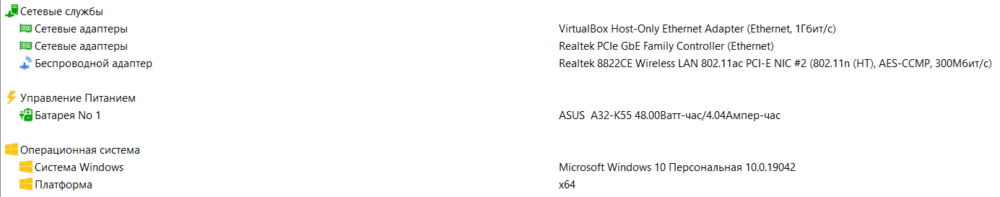 Сетевые службы
Сетевые адаптеры VirtualBox Host-Only Ethernet Adapter (Ethernet, 1Гбит/с)
Сетевые адаптеры Realtek PCIe GbE Family Controller (Ethernet)
Беспроводной адаптер Realtek 8822CE Wireless LAN 802.11ac PCI-E NIC #2 (802.11n (HT), AES-CCMP, 300Мбит/с)
Управление Питанием
Батарея No 1 ASUS A32-K55 48.00Ватт-час/4.04Ампер-час
Операционная система
Система Windows Microsoft Windows 10 Персональная 10.0.19042
Платформа x64